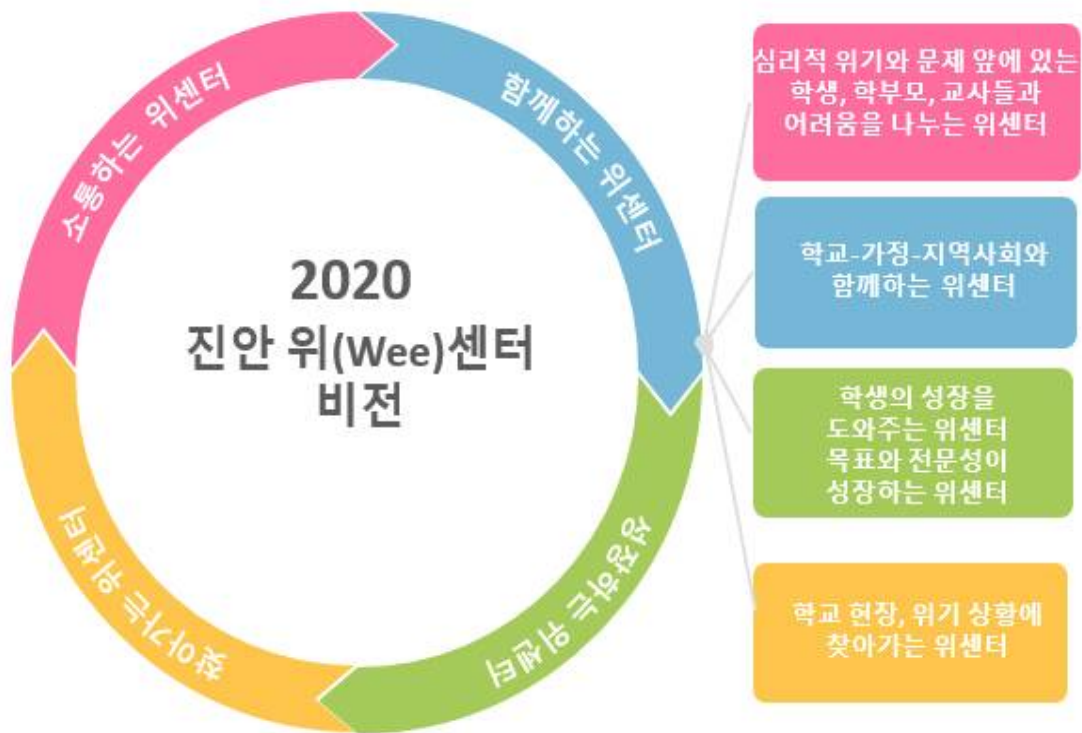 소통하는 위센터
함께하는 위센터
성장하는 위센터
찾아가는 위센터
2020
진안 위(Wee)센터
비전
심리적 위기와 문제 앞에 있는
학생, 학부모, 교사들과
어려움을 나누는 위센터
학교-가정-지역사회와
함께하는 위센터
학생의 성장을
도와주는 위센터
목표와 전문성이
성장하는 위센터
학교 현장, 위기 상황에
찾아가는 위센터